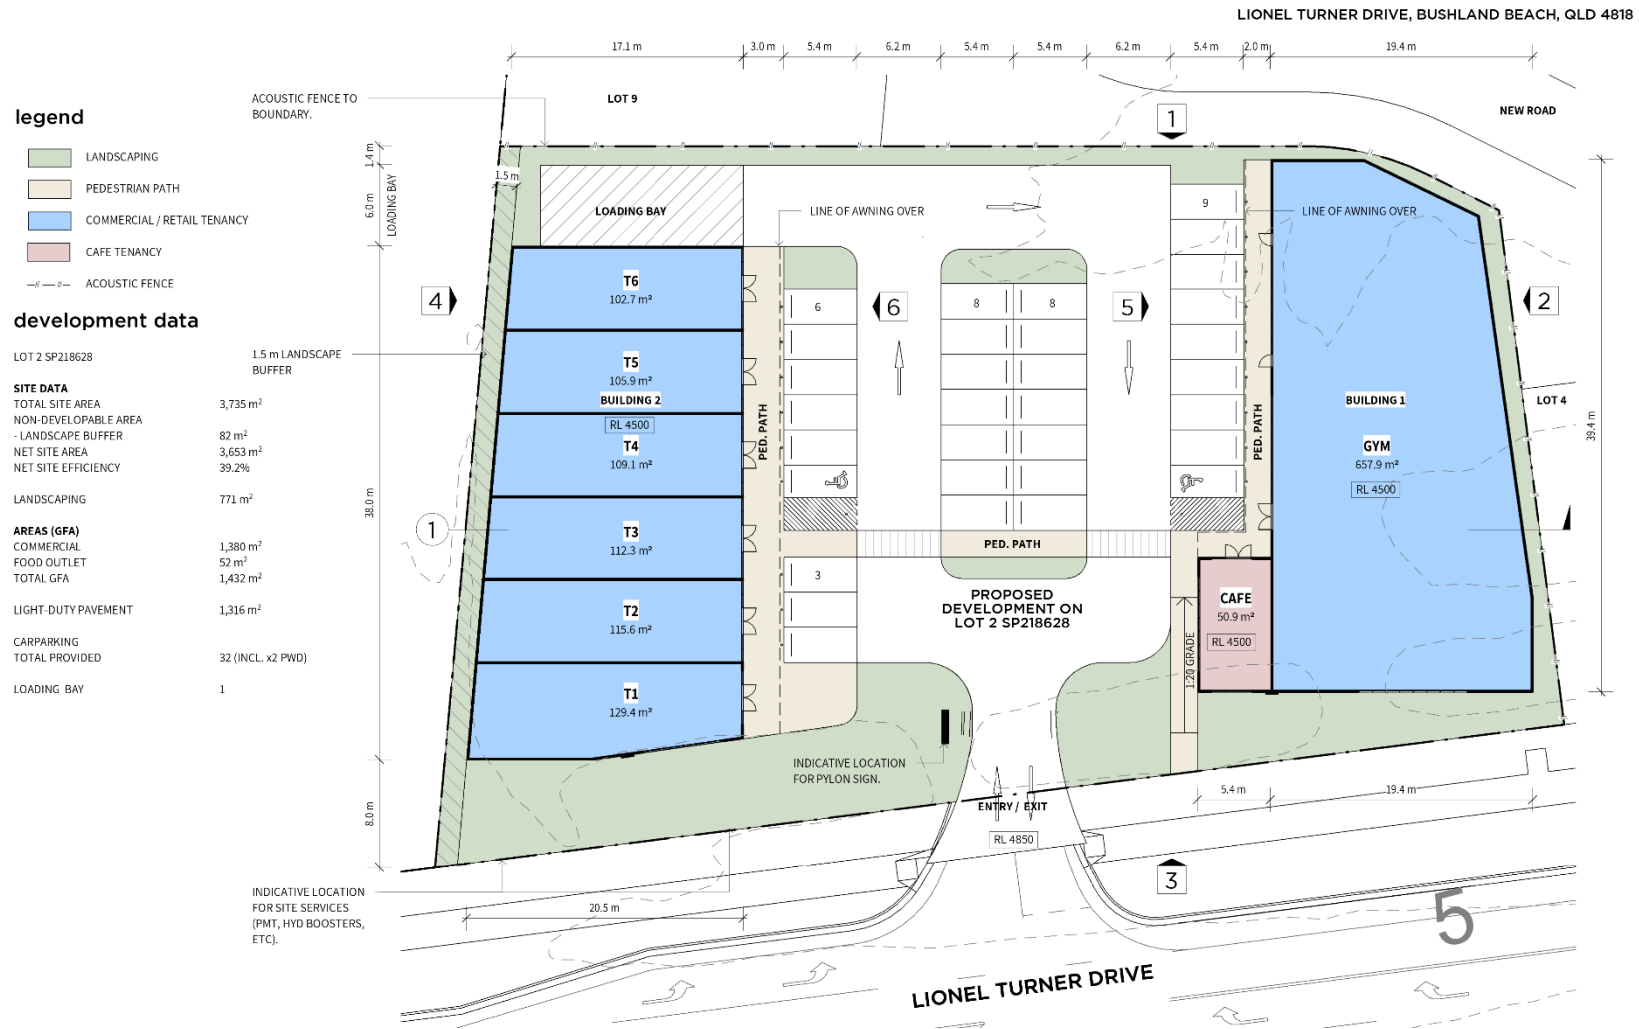 LIONEL TURNER DRIVE, BUSHLAND BEACH, QLD 4818
17.1 m
3.0 m
5.4 m
6.2 m
5.4 m
5.4 m
6.2 m
5.4 m
2.0 m
19.4 m
legend
LANDSCAPING
PEDESTRIAN PATH
COMMERCIAL / RETAIL TENANCY
CAFE TENANCY
ACOUSTIC FENCE
development data
LOT 2 SP218628
SITE DATA
TOTAL SITE AREA 3,735 m²
NON-DEVELOPABLE AREA
- LANDSCAPE BUFFER 82 m²
NET SITE AREA 3,653 m²
NET SITE EFFICIENCY 39.2%
LANDSCAPING 771 m²
AREAS (GFA)
COMMERCIAL 1,380 m²
FOOD OUTLET 52 m²
TOTAL GFA 1,432 m²
LIGHT-DUTY PAVEMENT 1,316 m²
CARPARKING
TOTAL PROVIDED 32 (INCL. x2 PWD)
LOADING BAY 1
ACOUSTIC FENCE TO
BOUNDARY.
LOT 9
1
NEW ROAD
1.4 m
1.5 m
6.0 m
LOADING BAY
LOADING BAY
LINE OF AWNING OVER
9
LINE OF AWNING OVER
T6
102.7 m²
4
6
6
8
8
5
2
1.5 m LANDSCAPE
BUFFER
T5
105.9 m²
BUILDING 2
RL 4500
T4
109.1 m²
PED. PATH
PED. PATH
BUILDING 1
GYM
657.9 m²
RL 4500
LOT 4
39.4 m
38.0 m
1
T3
112.3 m²
PED. PATH
3
T2
115.6 m²
PROPOSED
DEVELOPMENT ON
LOT 2 SP218628
CAFE
50.9 m²
RL 4500
1:20 GRADE
T1
129.4 m²
INDICATIVE LOCATION
FOR PYLON SIGN.
8.0 m
ENTRY / EXIT
RL 4850
5.4 m
19.4 m
3
INDICATIVE LOCATION
FOR SITE SERVICES
(PMT, HYD BOOSTERS,
ETC).
20.5 m
5
LIONEL TURNER DRIVE